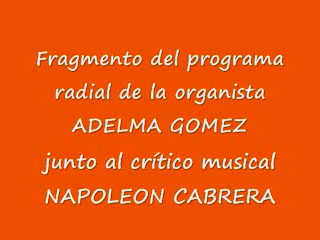 Fragmento del programa
radial de la organista
ADELMA GOMEZ
junto al crítico musical
NAPOLEON CABRERA